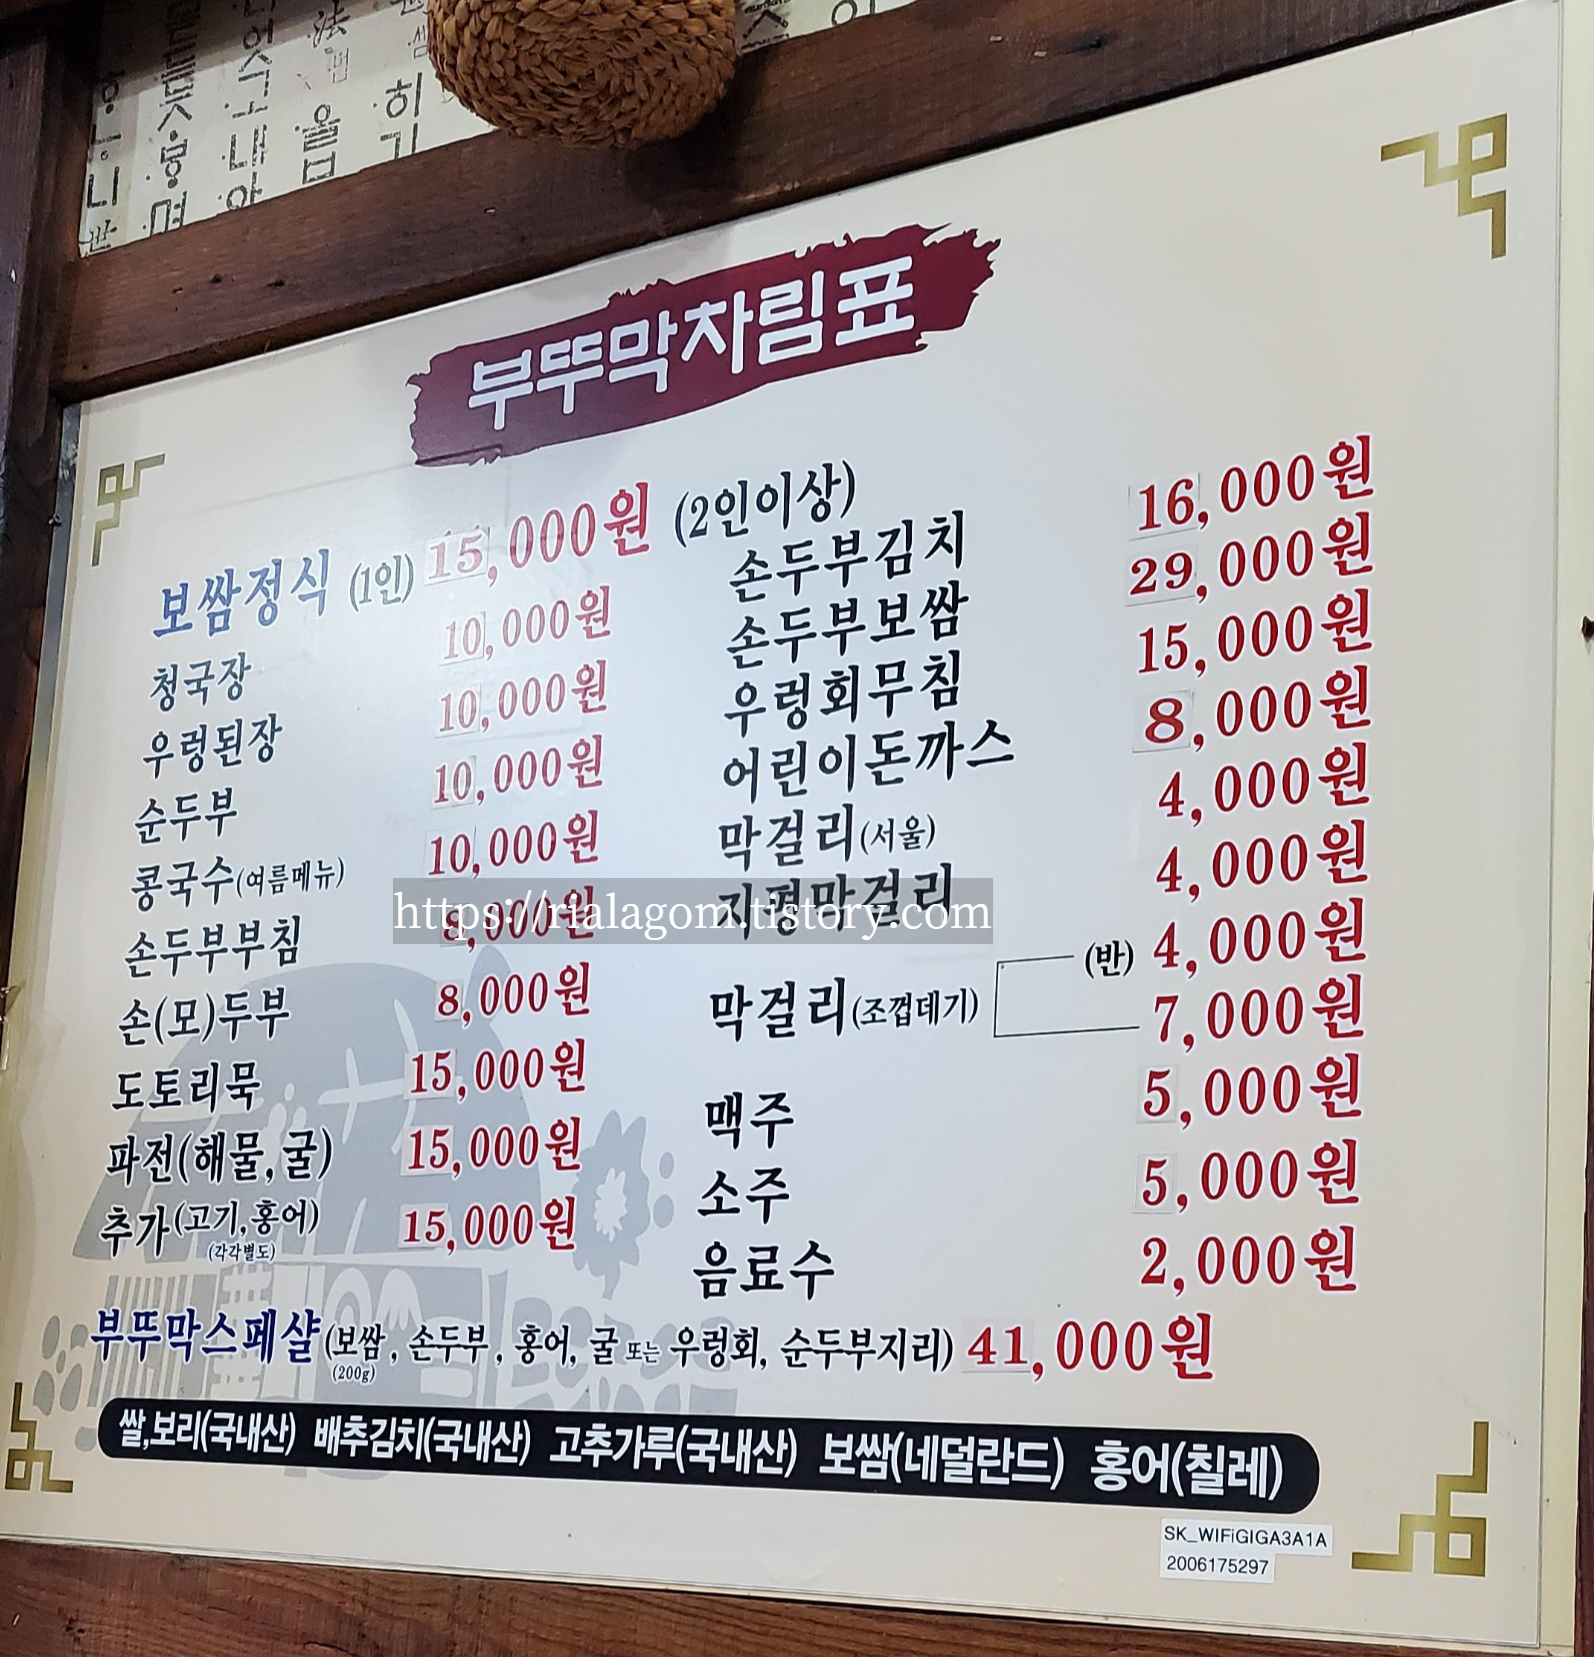 부뚜막차림표
보쌈정식 (1인) 15,000원 (2인이상)
청국장 10,000원
우렁된장 10,000원
순두부 10,000원
콩국수(여름메뉴) 10,000원
손두부부침 8,000원
손(모)두부 8,000원
도토리묵 15,000원
파전(해물,굴) 15,000원
추가(고기,홍어) 15,000원
(각각별도)
손두부김치 16,000원
손두부보쌈 29,000원
우렁회무침 15,000원
어린이돈까스 8,000원
막걸리(서울) 4,000원
지평막걸리 4,000원
(반) 4,000원
막걸리(조껍데기) 7,000원
맥주 5,000원
소주 5,000원
음료수 2,000원
부뚜막스페샬(보쌈, 손두부, 홍어, 굴 또는 우렁회, 순두부지리) 41,000원
(200g)
쌀,보리(국내산) 배추김치(국내산) 고추가루(국내산) 보쌈(네덜란드) 홍어(칠레)
SK_WIFiGIGA3A1A
2006175297
https://rialagom.tistory.com